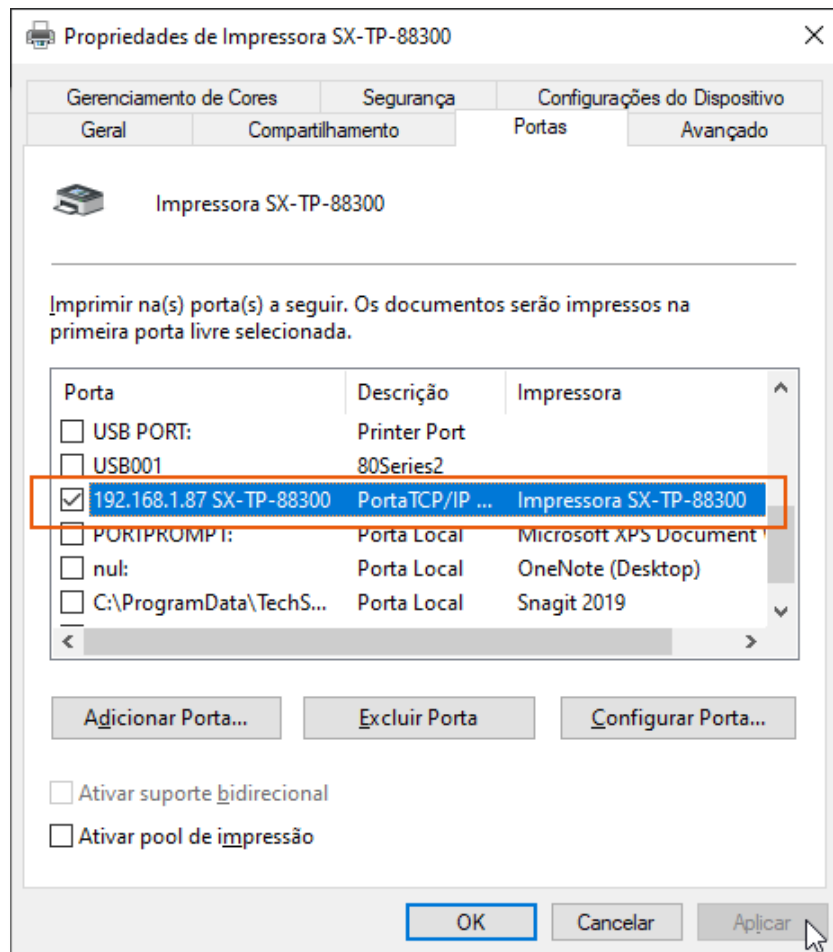 Propriedades de Impressora SX-TP-88300
Gerenciamento de Cores Segurança Configurações do Dispositivo
Geral Compartilhamento Portas Avançado
Impressora SX-TP-88300
Imprimir na(s) porta(s) a seguir. Os documentos serão impressos na
primeira porta livre selecionada.
Porta Descrição Impressora
USB PORT: Printer Port
USB001 80Series2
192.168.1.87 SX-TP-88300 PortaTCP/IP ... Impressora SX-TP-88300
PORTPROMPT: Porta Local Microsoft XPS Document
nul: Porta Local OneNote (Desktop)
C:\ProgramData\TechS... Porta Local Snagit 2019
Adicionar Porta... Excluir Porta Configurar Porta...
Ativar suporte bidirecional
Ativar pool de impressão
OK Cancelar Aplicar